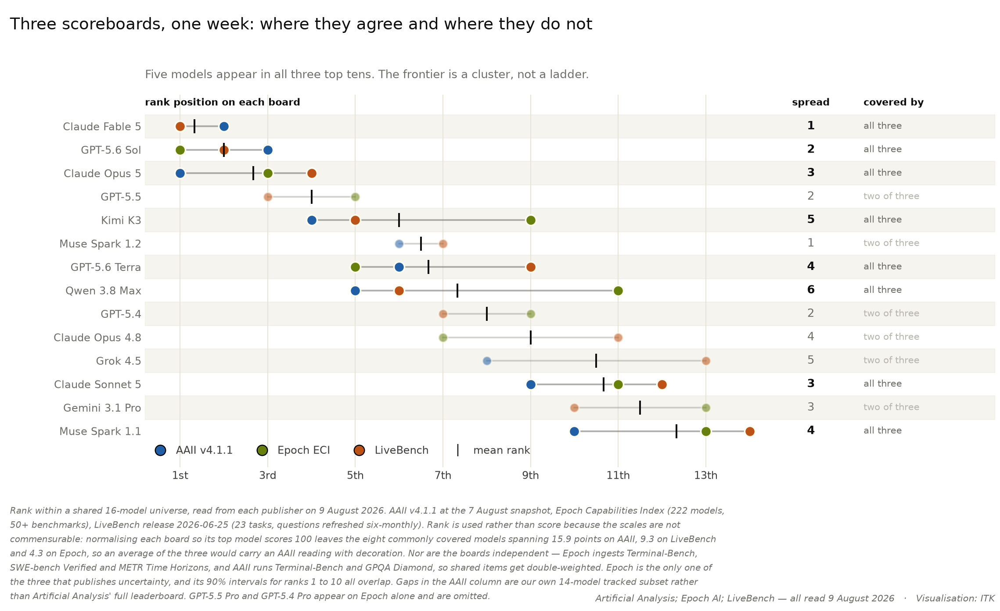 Three scoreboards, one week: where they agree and where they do not
Five models appear in all three top tens. The frontier is a cluster, not a ladder.
rank position on each board spread covered by
Claude Fable 5 1 all three
GPT-5.6 Sol 2 all three
Claude Opus 5 3 all three
GPT-5.5 2 two of three
Kimi K3 5 all three
Muse Spark 1.2 1 two of three
GPT-5.6 Terra 4 all three
Qwen 3.8 Max 6 all three
GPT-5.4 2 two of three
Claude Opus 4.8 4 two of three
Grok 4.5 5 two of three
Claude Sonnet 5 3 all three
Gemini 3.1 Pro 3 two of three
Muse Spark 1.1 4 all three
AAII v4.1.1 Epoch ECI LiveBench mean rank
1st 3rd 5th 7th 9th 11th 13th
Rank within a shared 16-model universe, read from each publisher on 9 August 2026. AAII v4.1.1 at the 7 August snapshot, Epoch Capabilities Index (222 models,
50+ benchmarks), LiveBench release 2026-06-25 (23 tasks, questions refreshed six-monthly). Rank is used rather than score because the scales are not
commensurable: normalising each board so its top model scores 100 leaves the eight commonly covered models spanning 15.9 points on AAII, 9.3 on LiveBench
and 4.3 on Epoch, so an average of the three would carry an AAII reading with decoration. Nor are the boards independent — Epoch ingests Terminal-Bench,
SWE-bench Verified and METR Time Horizons, and AAII runs Terminal-Bench and GPQA Diamond, so shared items get double-weighted. Epoch is the only one of
the three that publishes uncertainty, and its 90% intervals for ranks 1 to 10 all overlap. Gaps in the AAII column are our own 14-model tracked subset rather
than Artificial Analysis' full leaderboard. GPT-5.5 Pro and GPT-5.4 Pro appear on Epoch alone and are omitted.
Artificial Analysis; Epoch AI; LiveBench — all read 9 August 2026 · Visualisation: ITK